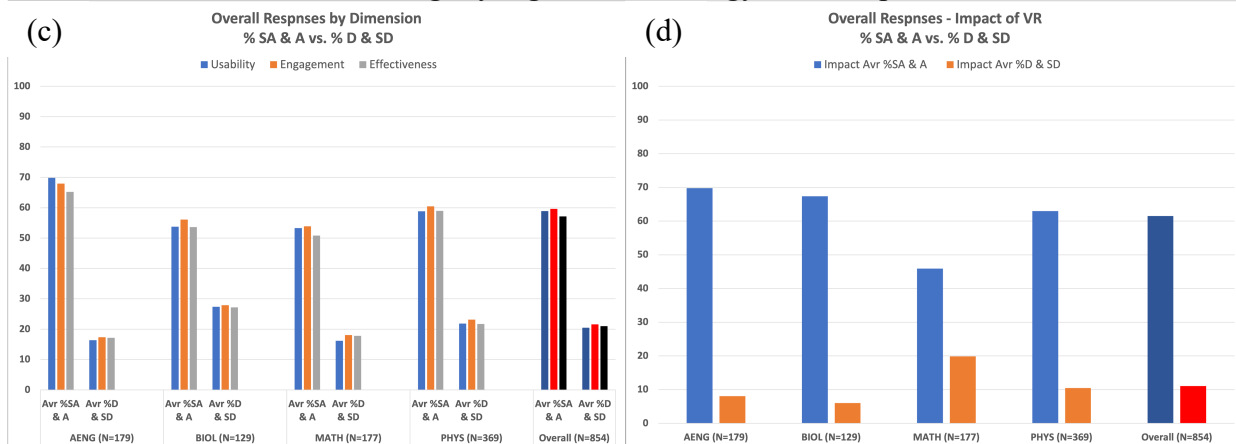 (c)
Overall Respnses by Dimension
% SA & A vs. % D & SD
Usability Engagement Effectiveness
100
90
80
70
60
50
40
30
20
10
0
Avr %SA & A Avr %D & SD Avr %SA & A Avr %D & SD Avr %SA & A Avr %D & SD Avr %SA & A Avr %D & SD Avr %SA & A Avr %D & SD
AENG (N=179) BIOL (N=129) MATH (N=177) PHYS (N=369) Overall (N=854)
(d)
Overall Respnses - Impact of VR
% SA & A vs. % D & SD
Impact Avr %SA & A Impact Avr %D & SD
100
90
80
70
60
50
40
30
20
10
0
AENG (N=179) BIOL (N=129) MATH (N=177) PHYS (N=369) Overall (N=854)